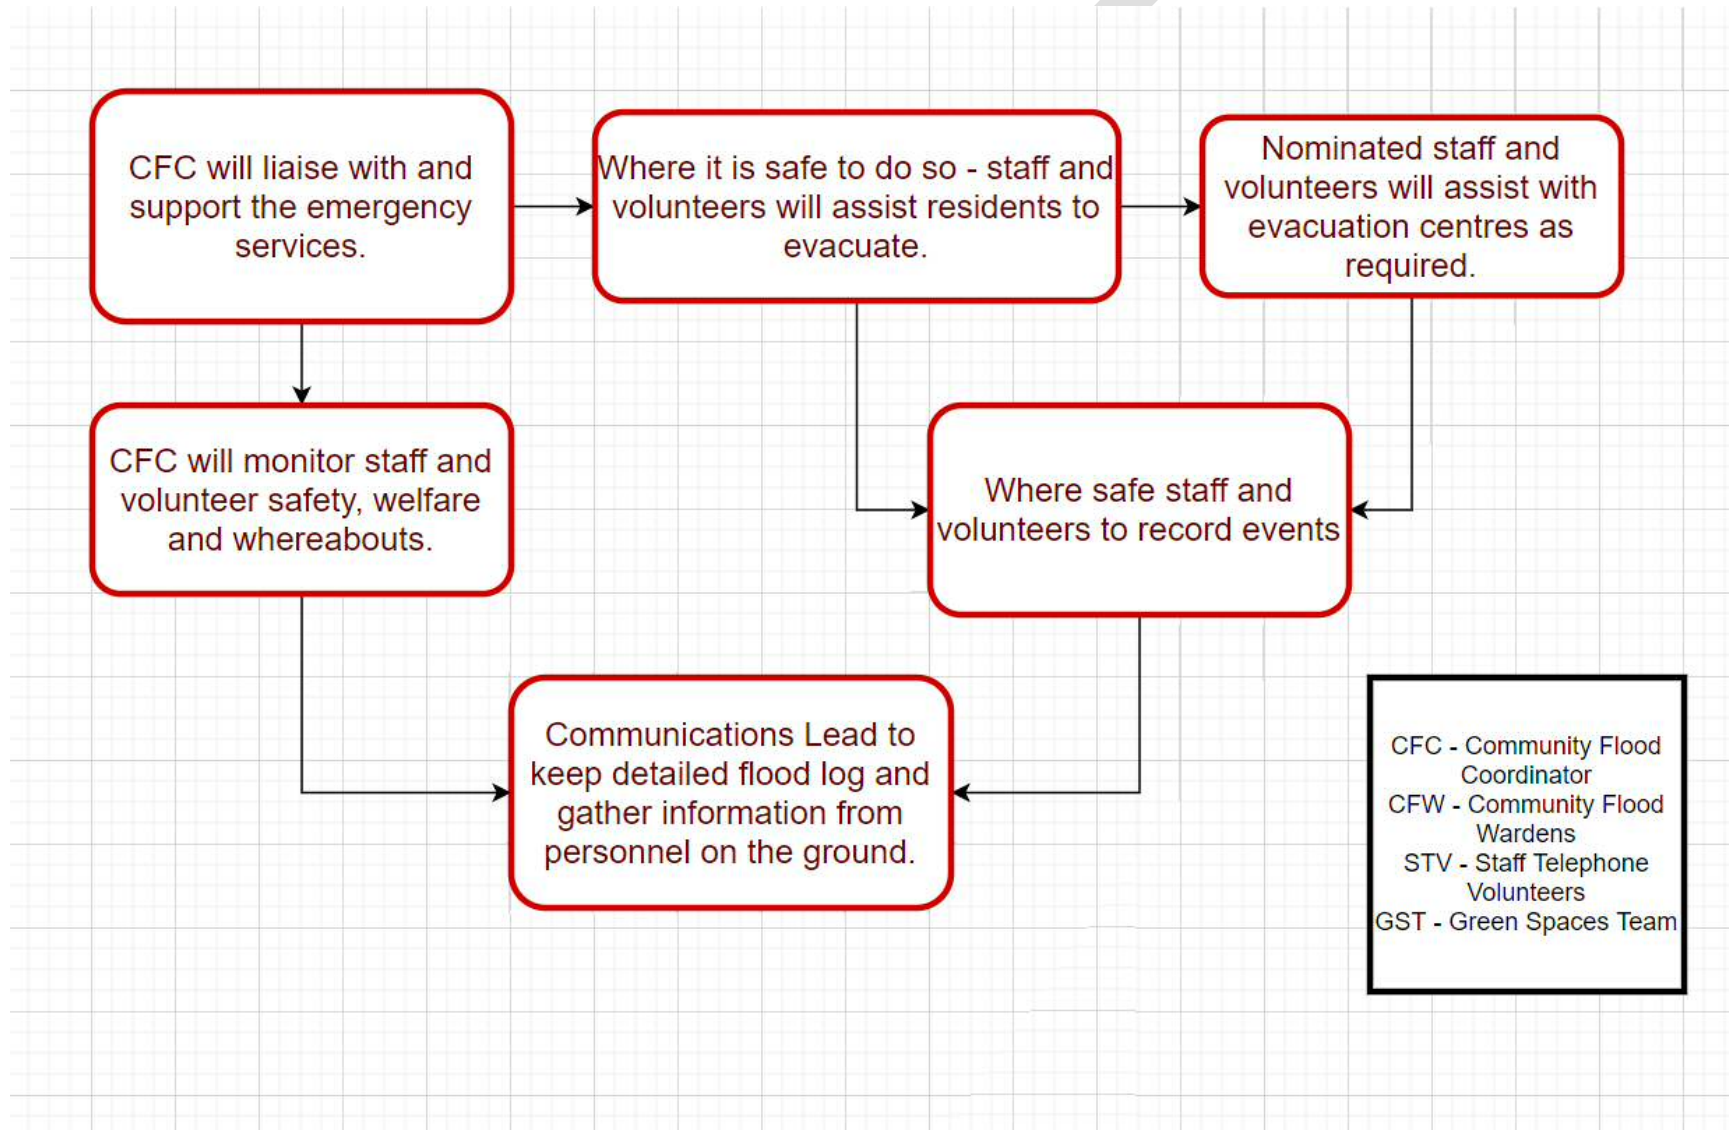 CFC will liaise with and
support the emergency
services.
Where it is safe to do so - staff and
volunteers will assist residents to
evacuate.
Nominated staff and
volunteers will assist with
evacuation centres as
required.
CFC will monitor staff and
volunteer safety, welfare
and whereabouts.
Where safe staff and
volunteers to record events
Communications Lead to
keep detailed flood log and
gather information from
personnel on the ground.
CFC - Community Flood
Coordinator
CFW - Community Flood
Wardens
STV - Staff Telephone
Volunteers
GST - Green Spaces Team